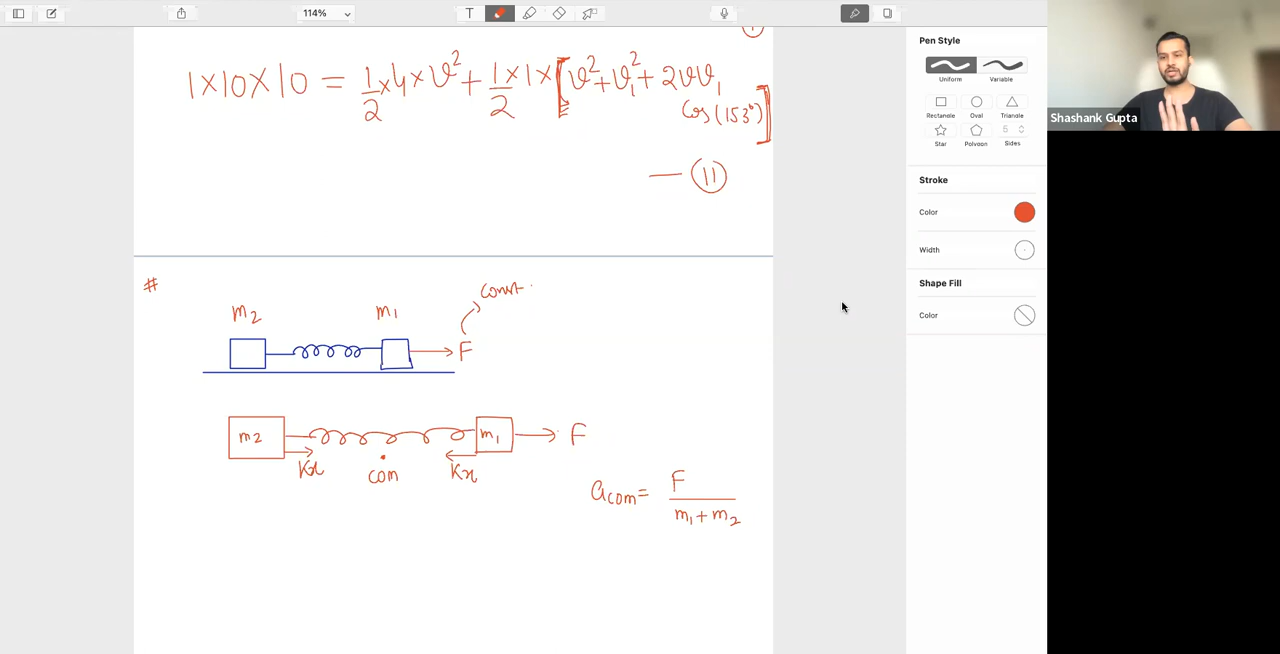 114%
T
1×10×10 = 1/2 ×4×v² + 1/2 ×1× [v²+v₁²+ 2vv₁
cos(153°)]
— (11)
#
const
m₂ m₁
F
m₂ m₁ F
Kx com Kx
a_com = F/(m₁+m₂)
Pen Style
Uniform Variable
Rectangle Oval Triangle
5
Star Polygon Sides
Stroke
Color
Width
Shape Fill
Color
Shashank Gupta